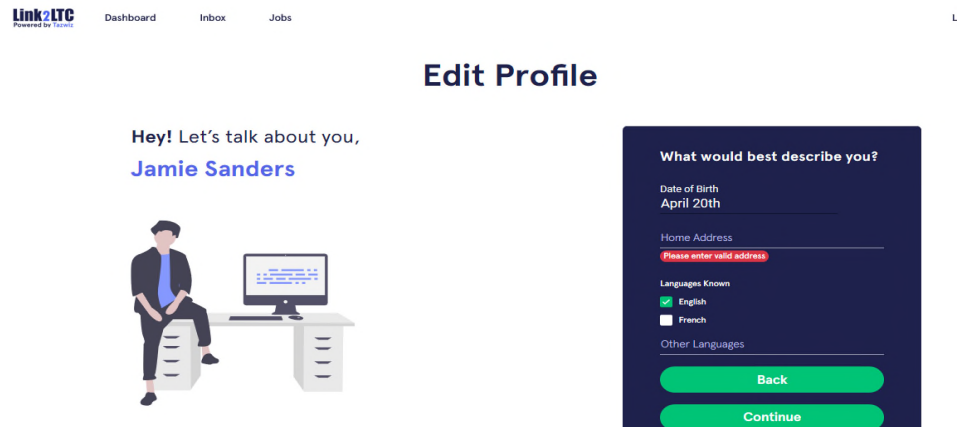 Link2LTC
Powered by Tazwiz
Dashboard Inbox Jobs
L
Edit Profile
Hey! Let's talk about you,
Jamie Sanders
What would best describe you?
Date of Birth
April 20th
Home Address
Please enter valid address
Languages Known
English
French
Other Languages
Back
Continue